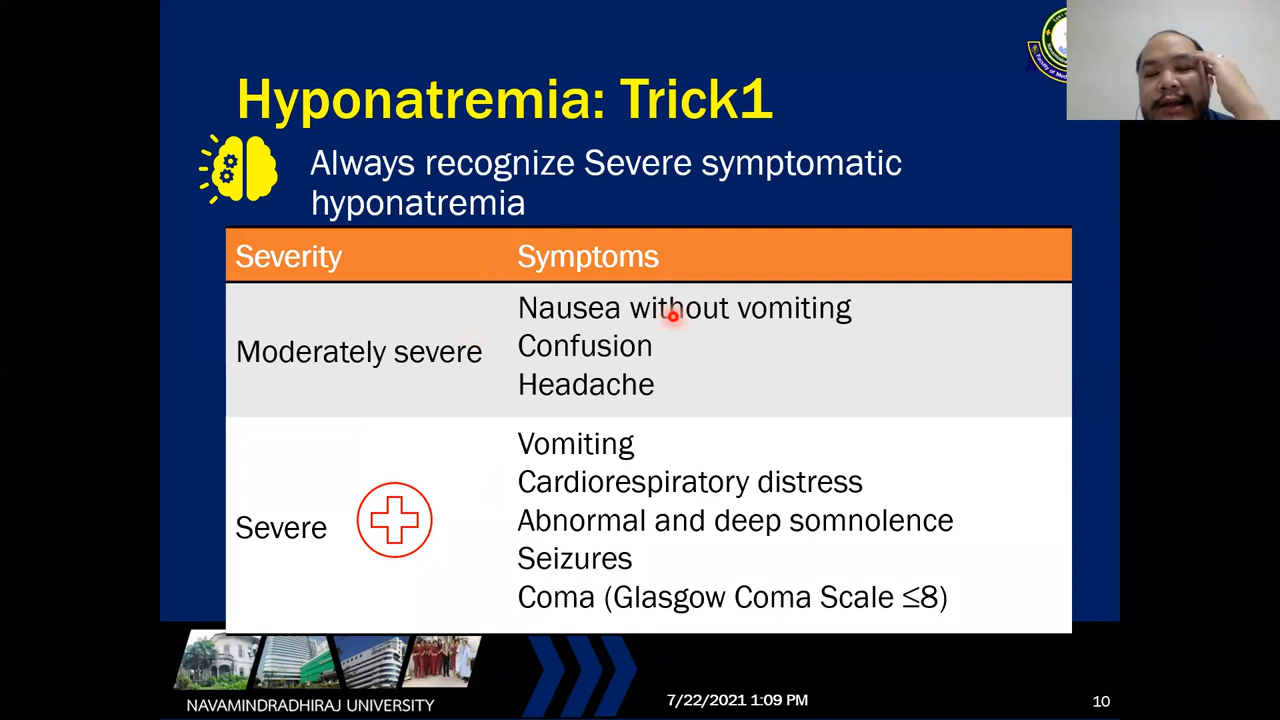 Hyponatremia: Trick1
Always recognize Severe symptomatic
hyponatremia
Severity
Symptoms
Moderately severe
Nausea without vomiting
Confusion
Headache
Severe
Vomiting
Cardiorespiratory distress
Abnormal and deep somnolence
Seizures
Coma (Glasgow Coma Scale ≤8)
NAVAMINDRADHIRAJ UNIVERSITY
7/22/2021 1:09 PM
10